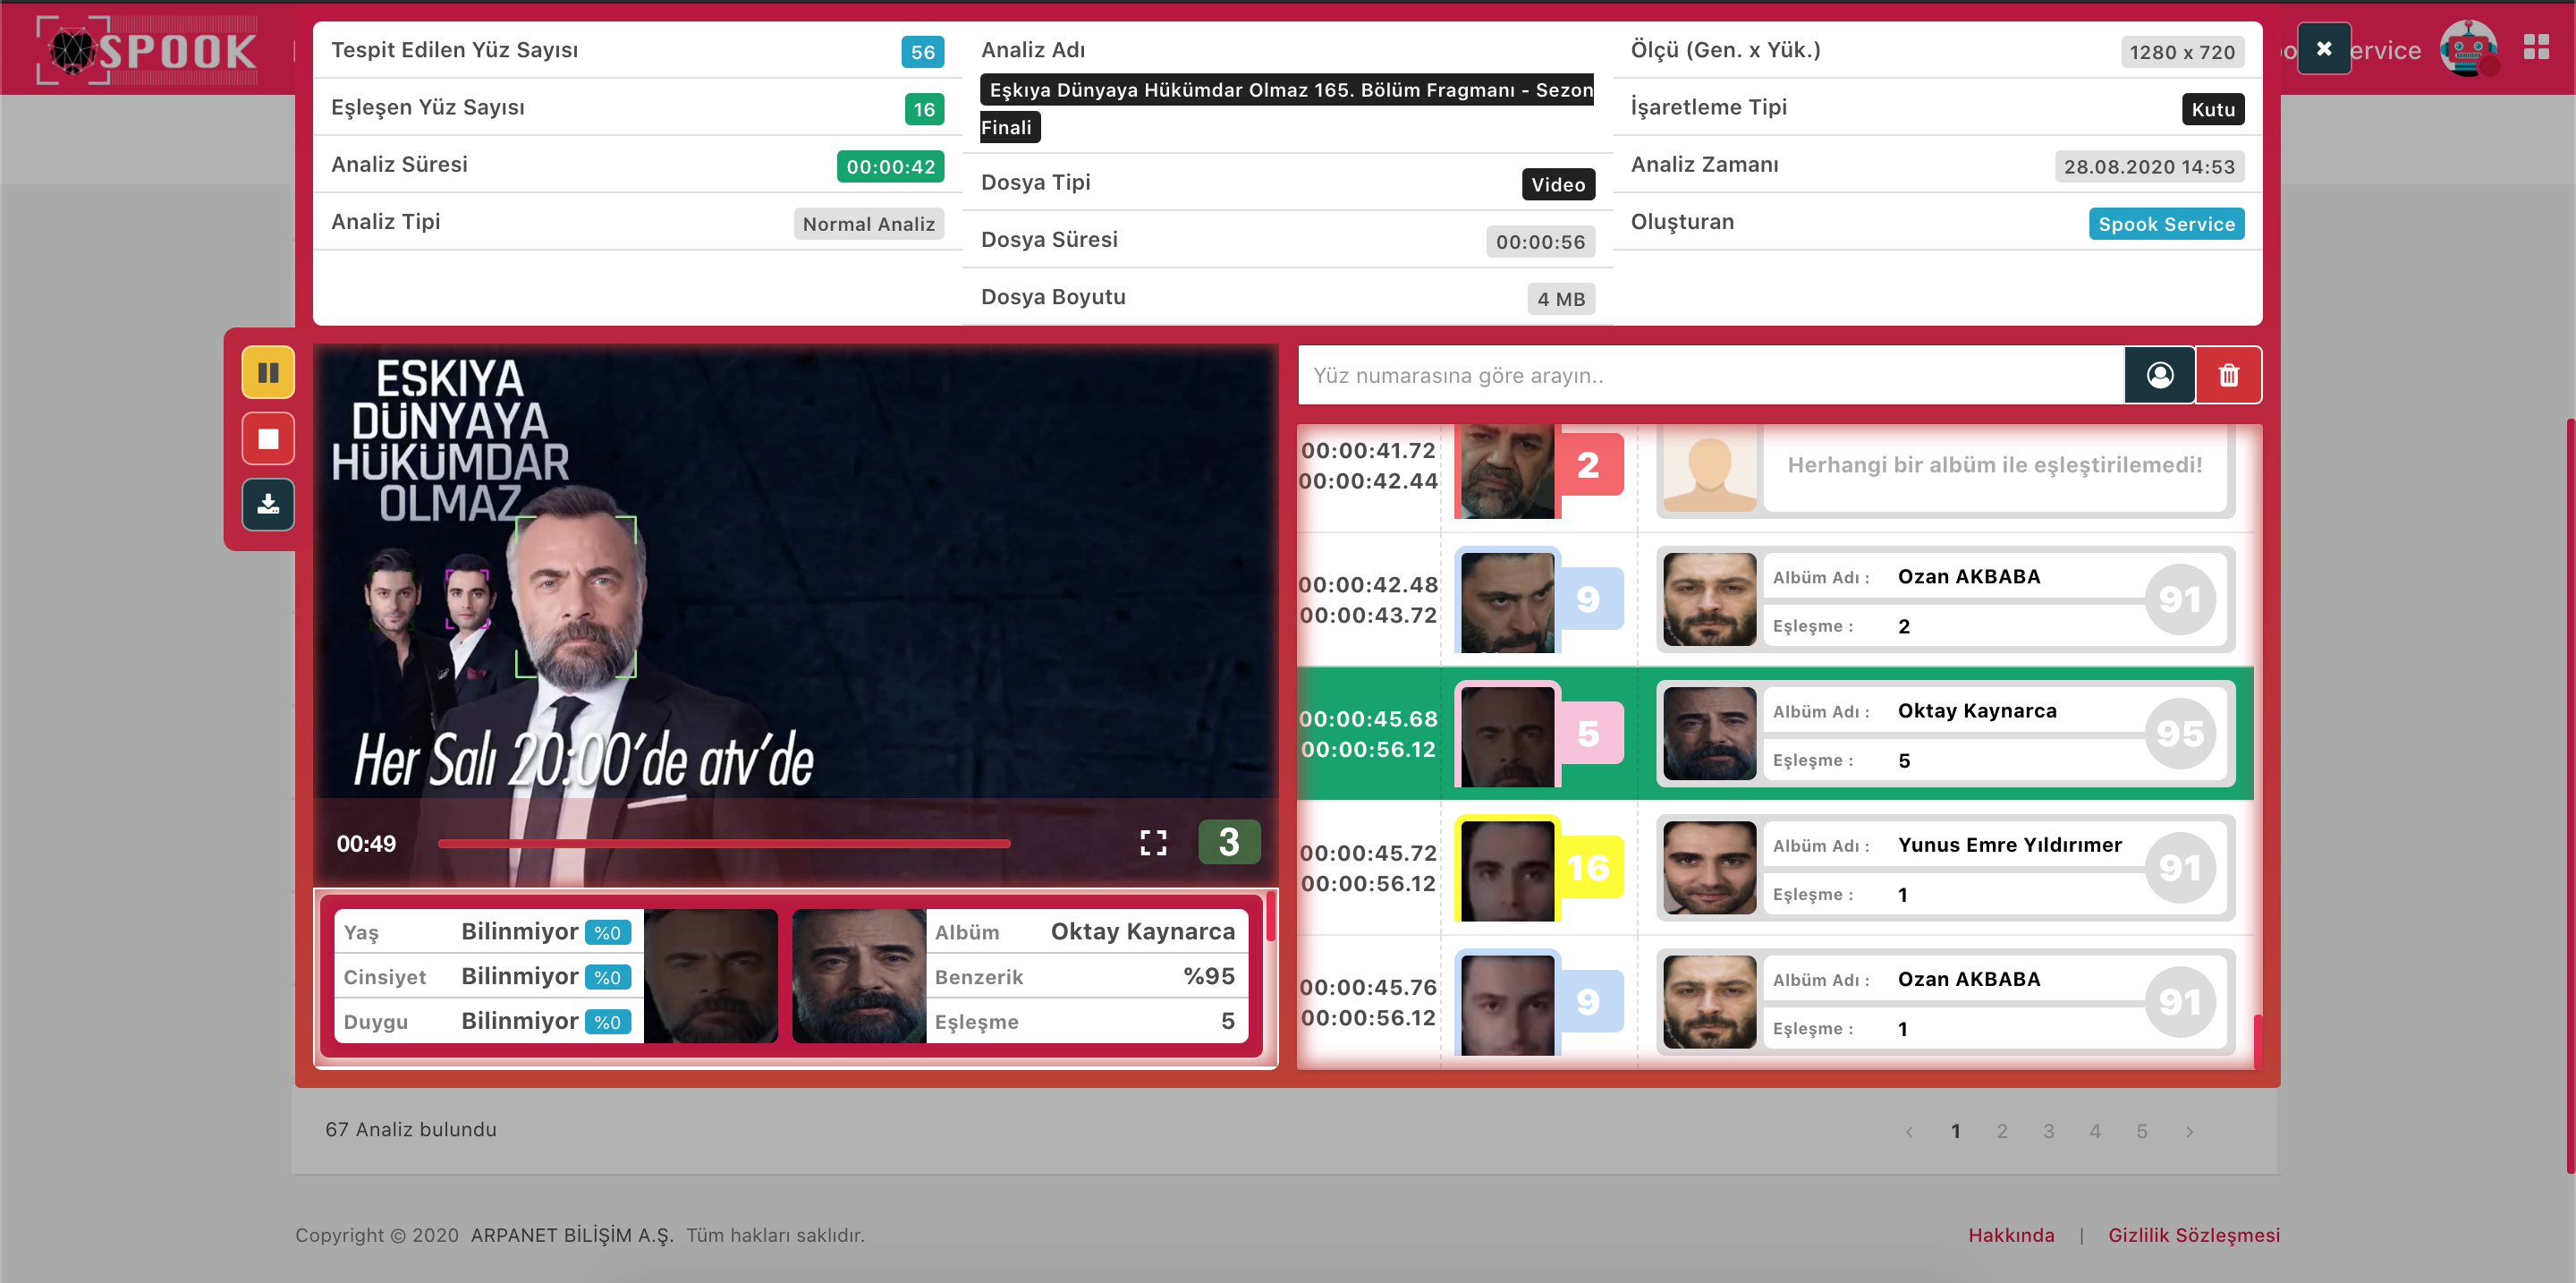 SPOOK
Tespit Edilen Yüz Sayısı 56
Eşleşen Yüz Sayısı 16
Analiz Süresi 00:00:42
Analiz Tipi Normal Analiz
Analiz Adı
Eşkıya Dünyaya Hükümdar Olmaz 165. Bölüm Fragmanı - Sezon
Finali
Dosya Tipi Video
Dosya Süresi 00:00:56
Dosya Boyutu 4 MB
Ölçü (Gen. x Yük.) 1280 x 720
İşaretleme Tipi Kutu
Analiz Zamanı 28.08.2020 14:53
Oluşturan Spook Service
ervice
ESKIYA
DÜNYAYA
HÜKÜMDAR
OLMAZ
Her Salı 20:00'de atv'de
00:49 3
Yaş Bilinmiyor %0
Cinsiyet Bilinmiyor %0
Duygu Bilinmiyor %0
Albüm Oktay Kaynarca
Benzerik %95
Eşleşme 5
Yüz numarasına göre arayın..
00:00:41.72
00:00:42.44
2
Herhangi bir albüm ile eşleştirilemedi!
00:00:42.48
00:00:43.72
9
Albüm Adı : Ozan AKBABA
Eşleşme : 2
91
00:00:45.68
00:00:56.12
5
Albüm Adı : Oktay Kaynarca
Eşleşme : 5
95
00:00:45.72
00:00:56.12
16
Albüm Adı : Yunus Emre Yıldırımer
Eşleşme : 1
91
00:00:45.76
00:00:56.12
9
Albüm Adı : Ozan AKBABA
Eşleşme : 1
91
67 Analiz bulundu
‹ 1 2 3 4 5 ›
Copyright © 2020 ARPANET BİLİŞİM A.Ş. Tüm hakları saklıdır.
Hakkında | Gizlilik Sözleşmesi